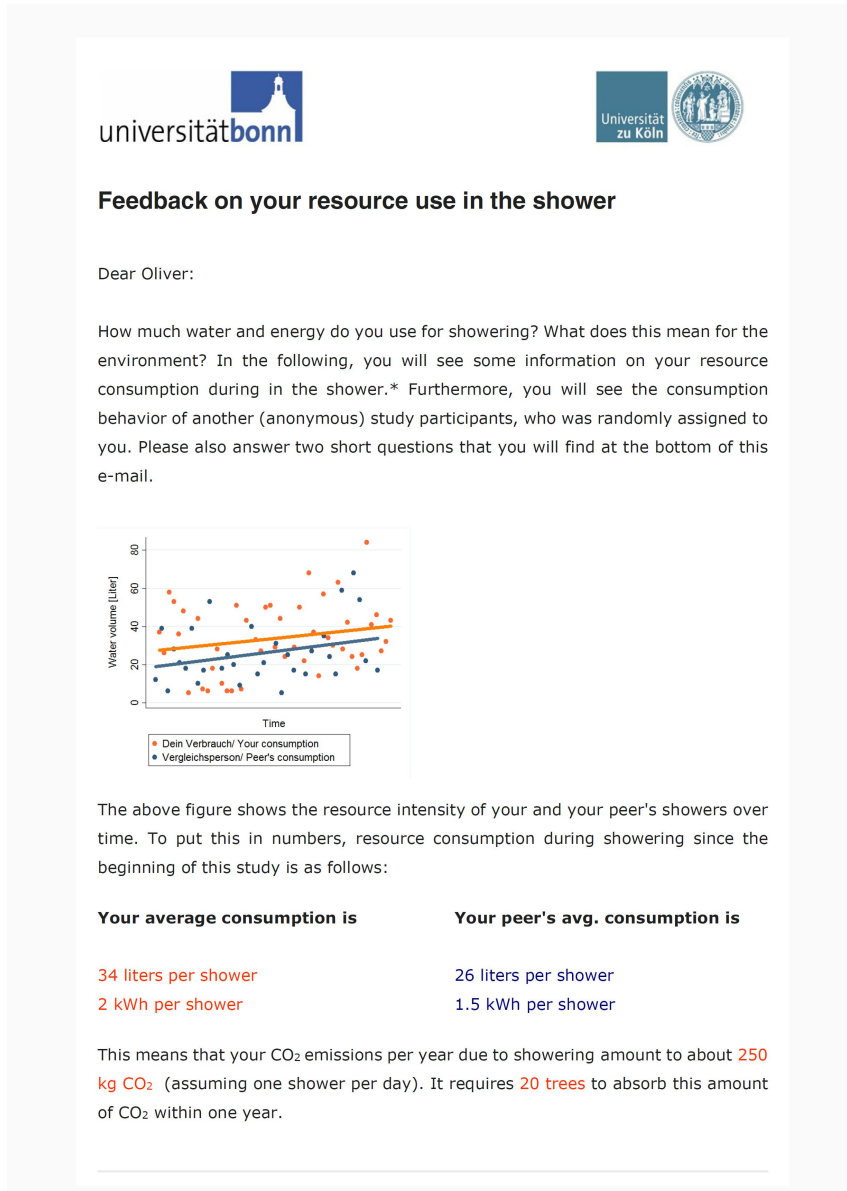 universitätbonn
Universität
zu Köln
Feedback on your resource use in the shower
Dear Oliver:
How much water and energy do you use for showering? What does this mean for the
environment? In the following, you will see some information on your resource
consumption during in the shower.* Furthermore, you will see the consumption
behavior of another (anonymous) study participants, who was randomly assigned to
you. Please also answer two short questions that you will find at the bottom of this
e-mail.
80
60
40
20
0
Water volume [Liter]
Time
Dein Verbrauch/ Your consumption
Vergleichsperson/ Peer's consumption
The above figure shows the resource intensity of your and your peer's showers over
time. To put this in numbers, resource consumption during showering since the
beginning of this study is as follows:
Your average consumption is
34 liters per shower
2 kWh per shower
Your peer's avg. consumption is
26 liters per shower
1.5 kWh per shower
This means that your CO₂ emissions per year due to showering amount to about 250
kg CO₂ (assuming one shower per day). It requires 20 trees to absorb this amount
of CO₂ within one year.